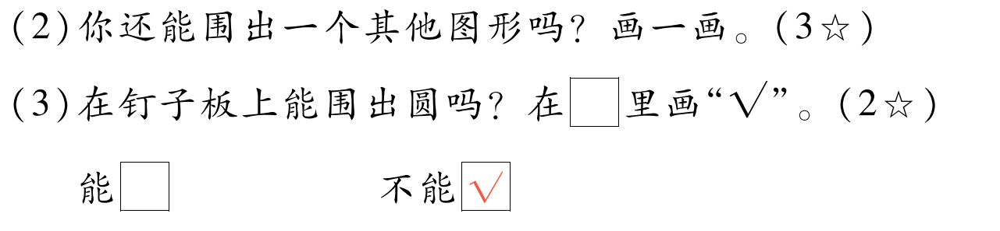 (2)你还能围出一个其他图形吗？画一画。(3☆)
(3)在钉子板上能围出圆吗？在□里画“√”。(2☆)
能□ 不能☑